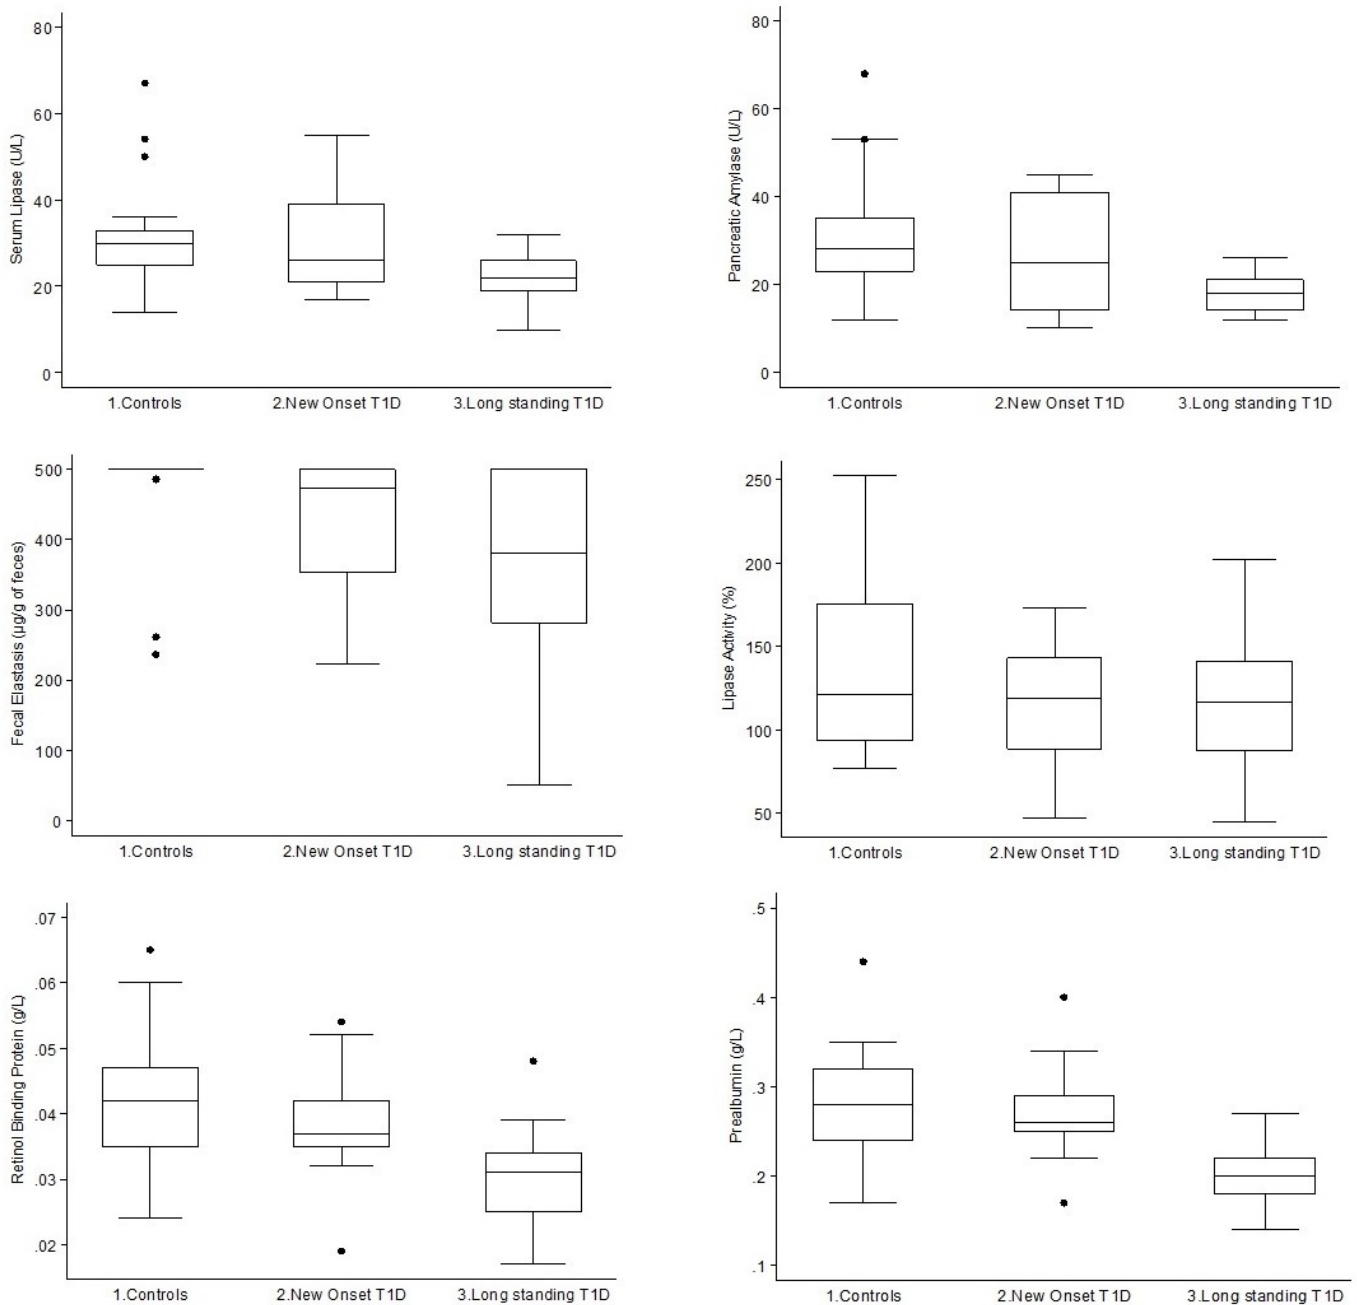 80
60
40
20
0
Serum Lipase (U/L)
1.Controls 2.New Onset T1D 3.Long standing T1D
80
60
40
20
0
Pancreatic Amylase (U/L)
1.Controls 2.New Onset T1D 3.Long standing T1D
500
400
300
200
100
0
Fecal Elastasis (µg/g of feces)
1.Controls 2.New Onset T1D 3.Long standing T1D
250
200
150
100
50
Lipase Activity (%)
1.Controls 2.New Onset T1D 3.Long standing T1D
.07
.06
.05
.04
.03
.02
Retinol Binding Protein (g/L)
1.Controls 2.New Onset T1D 3.Long standing T1D
.5
.4
.3
.2
.1
Prealbumin (g/L)
1.Controls 2.New Onset T1D 3.Long standing T1D